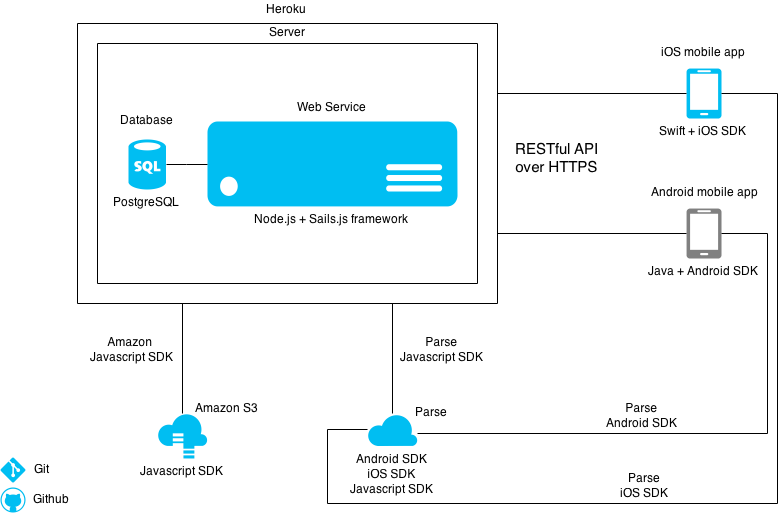 Heroku
Server
iOS mobile app
Web Service
Database
SQL
Swift + iOS SDK
RESTful API
over HTTPS
Android mobile app
PostgreSQL
Node.js + Sails.js framework
Java + Android SDK
Amazon
Javascript SDK
Parse
Javascript SDK
Amazon S3
Parse
Parse
Android SDK
Javascript SDK
Android SDK
iOS SDK
Javascript SDK
Parse
iOS SDK
Git
Github